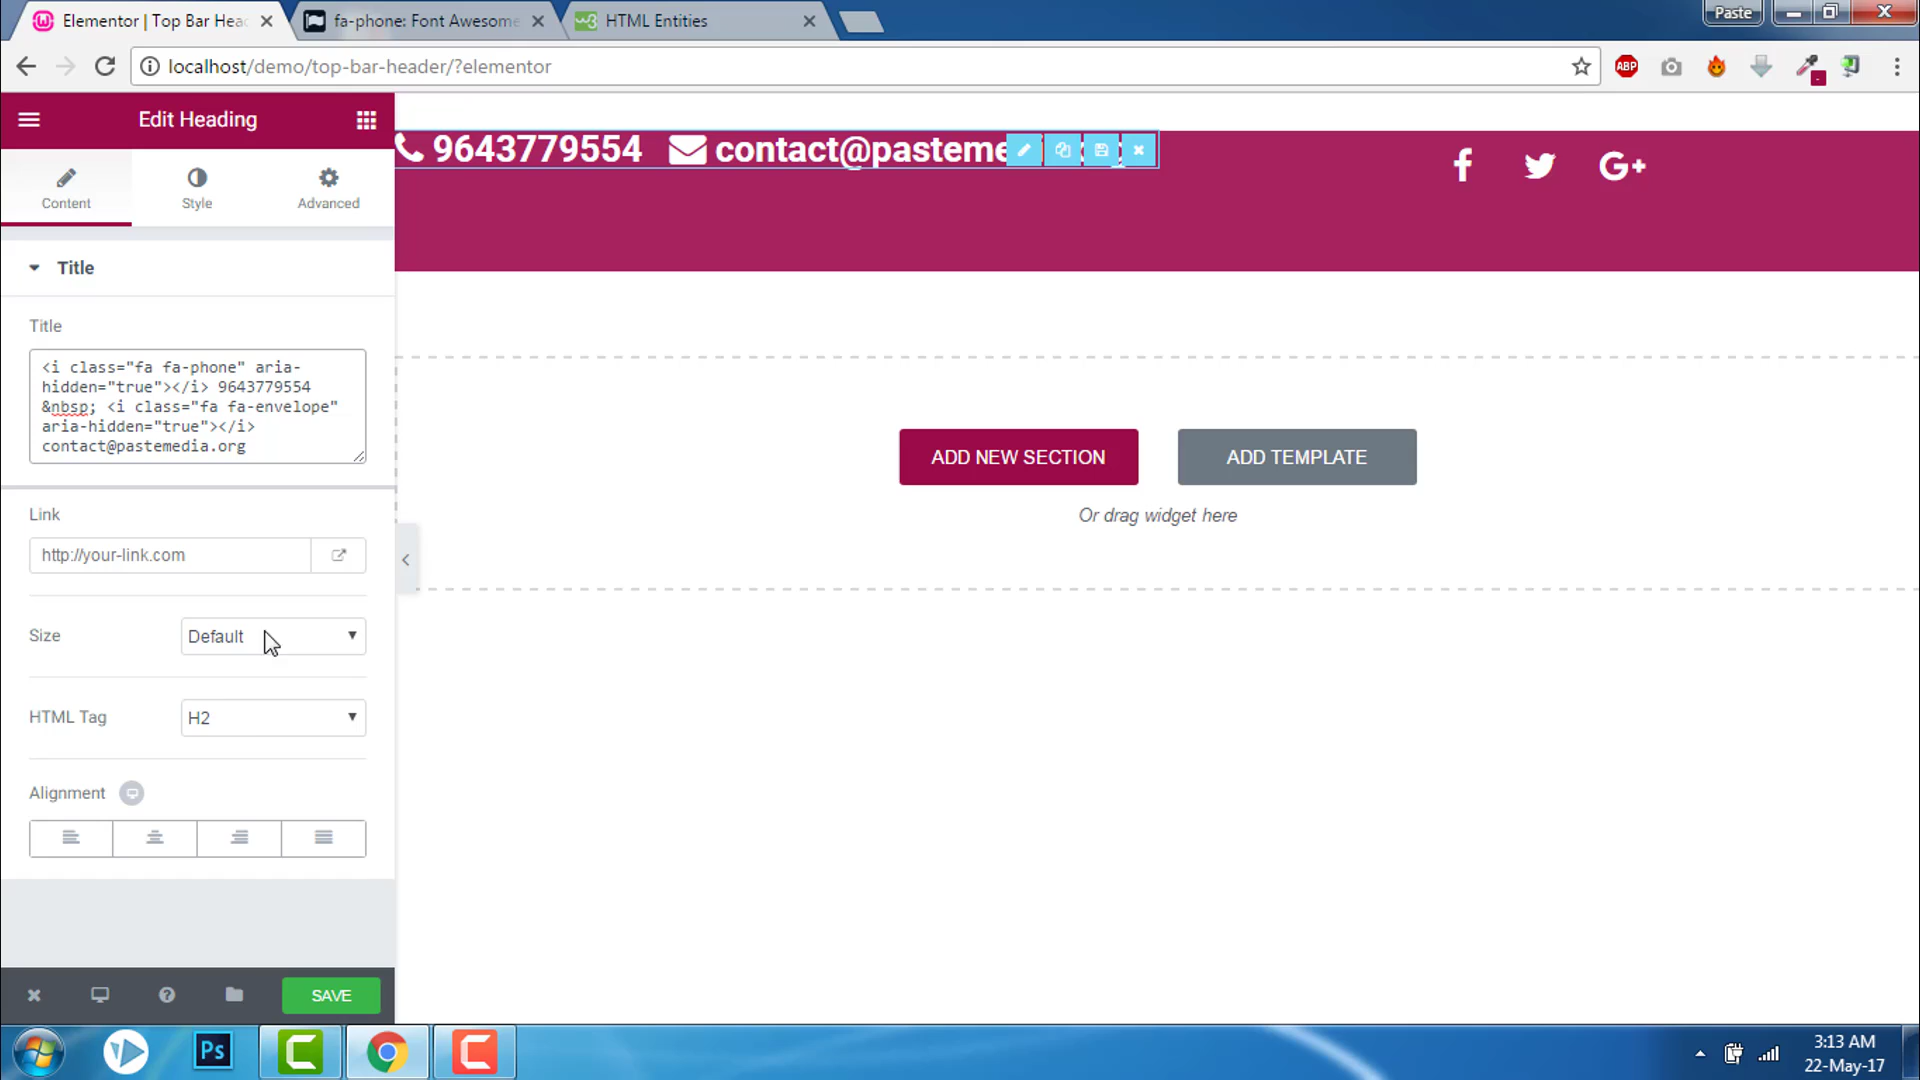 Elementor | Top Bar Head
fa-phone: Font Awesome
HTML Entities
Paste
localhost/demo/top-bar-header/?elementor
ABP
Edit Heading
9643779554 contact@pasteme
G+
Content
Style
Advanced
Title
Title
<i class="fa fa-phone" aria-
hidden="true"></i> 9643779554
&nbsp; <i class="fa fa-envelope"
aria-hidden="true"></i>
contact@pastemedia.org
ADD NEW SECTION
ADD TEMPLATE
Or drag widget here
Link
http://your-link.com
Size
Default
HTML Tag
H2
Alignment
SAVE
Ps
3:13 AM
22-May-17